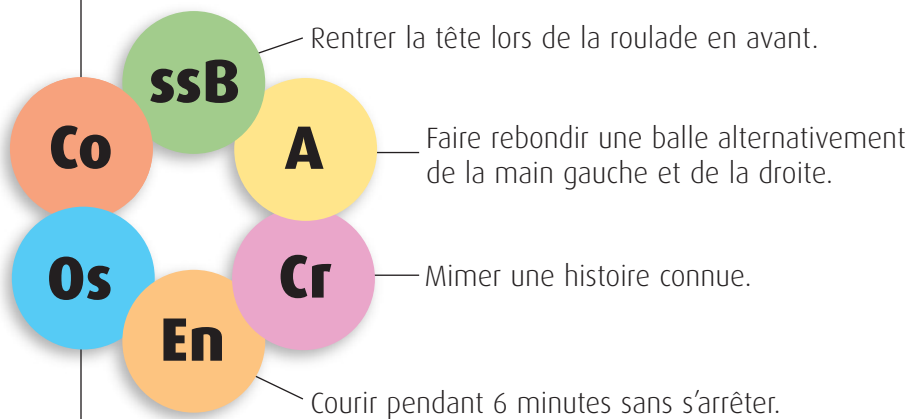 Rentrer la tête lors de la roulade en avant.
ssB
Co
A
Faire rebondir une balle alternativement
de la main gauche et de la droite.
Os
Cr
Mimer une histoire connue.
En
Courir pendant 6 minutes sans s’arrêter.